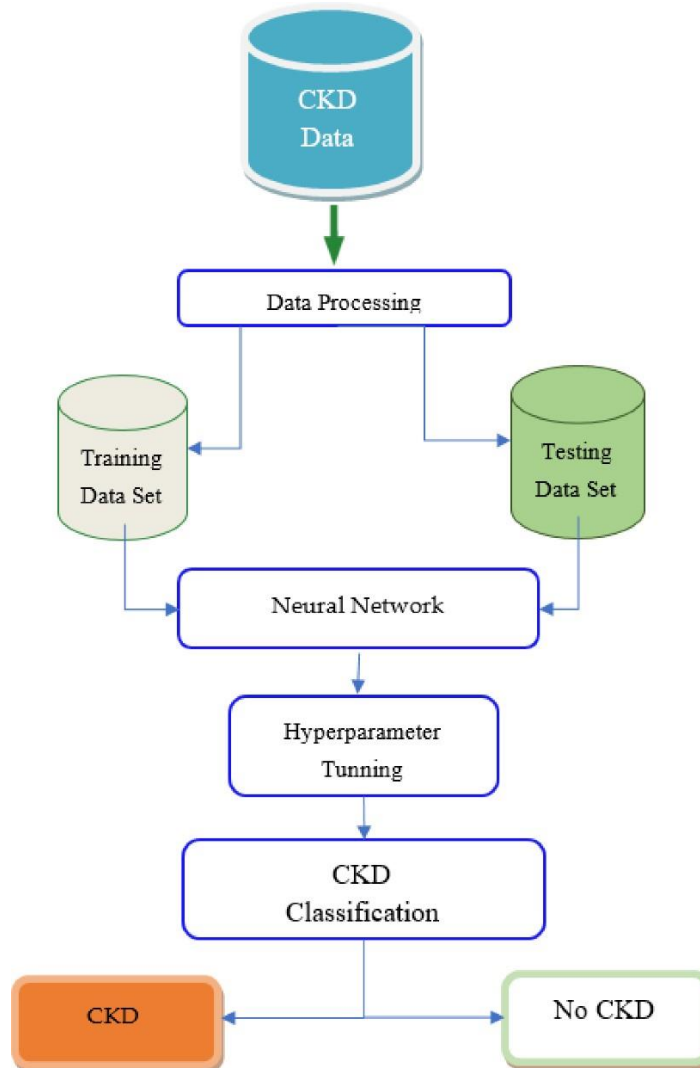 CKD
Data
Data Processing
Training
Data Set
Testing
Data Set
Neural Network
Hyperparameter
Tunning
CKD
Classification
CKD
No CKD